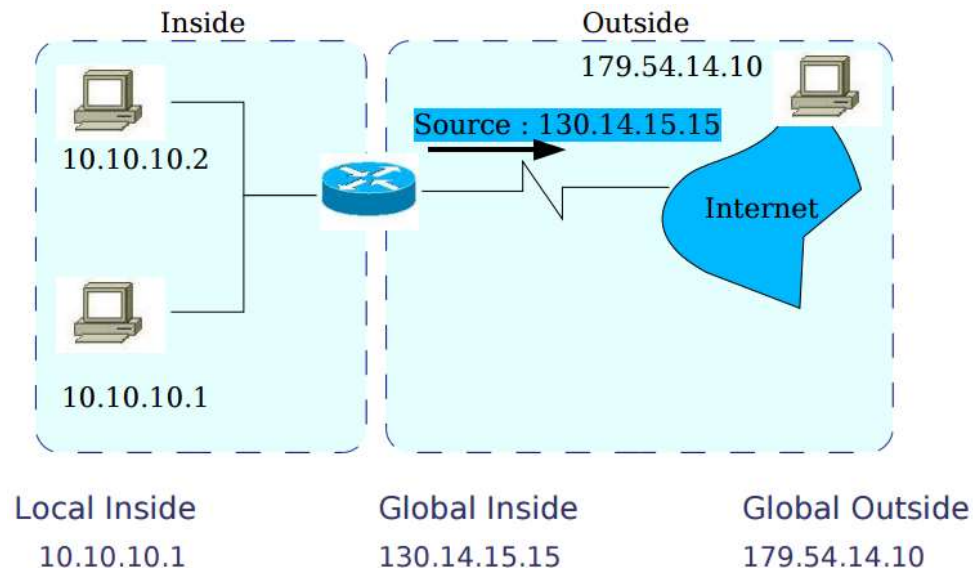 Inside
Outside
179.54.14.10
Source : 130.14.15.15
10.10.10.2
Internet
10.10.10.1
Local Inside
Global Inside
Global Outside
10.10.10.1
130.14.15.15
179.54.14.10